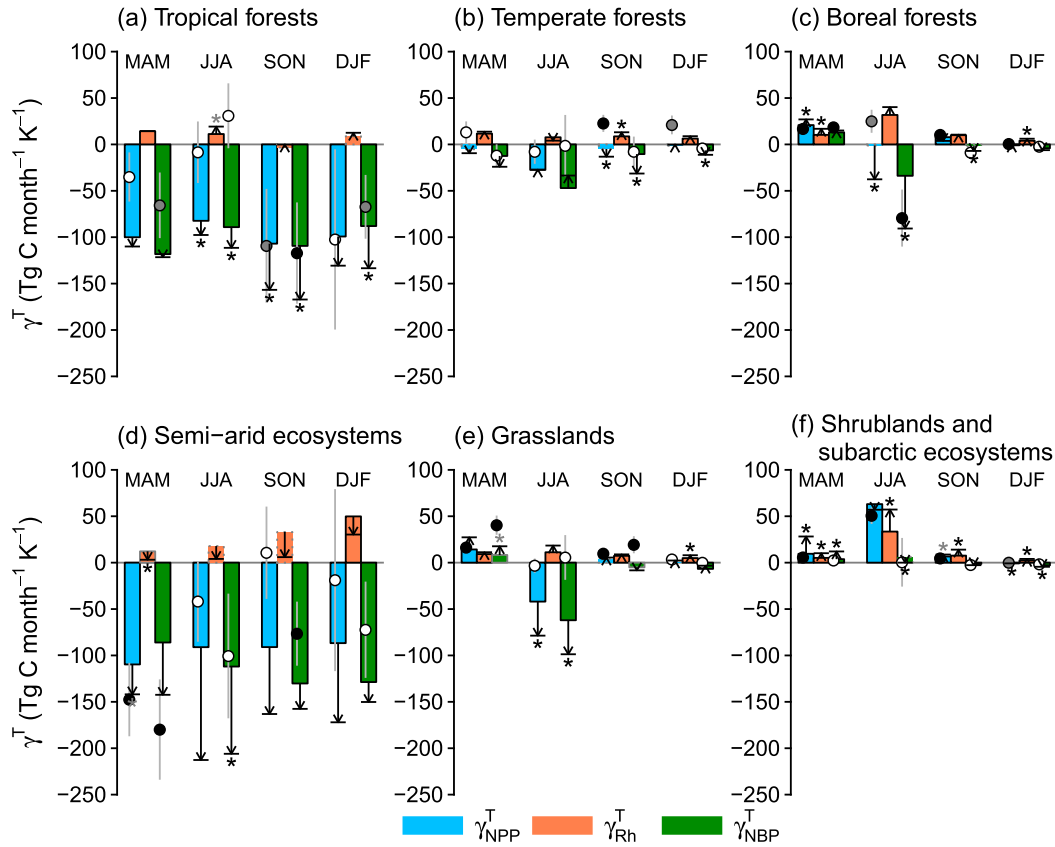 (a) Tropical forests
(b) Temperate forests
(c) Boreal forests
γᵀ (Tg C month⁻¹ K⁻¹)
100
50
0
−50
−100
−150
−200
−250
MAM JJA SON DJF
* * * * * *
100
50
0
−50
−100
−150
−200
−250
MAM JJA SON DJF
* * * *
100
50
0
−50
−100
−150
−200
−250
MAM JJA SON DJF
* * * * * *
(d) Semi−arid ecosystems
(e) Grasslands
(f) Shrublands and
subarctic ecosystems
γᵀ (Tg C month⁻¹ K⁻¹)
100
50
0
−50
−100
−150
−200
−250
MAM JJA SON DJF
* * *
100
50
0
−50
−100
−150
−200
−250
MAM JJA SON DJF
* * * *
100
50
0
−50
−100
−150
−200
−250
MAM JJA SON DJF
* * * * * * * * * *
γᵀNPP γᵀRh γᵀNBP